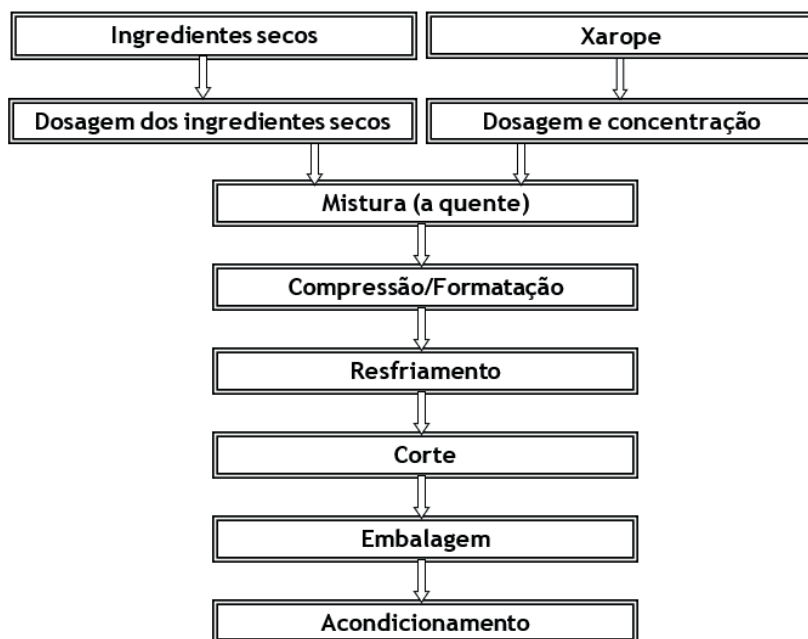 Ingredientes secos
Xarope
Dosagem dos ingredientes secos
Dosagem e concentração
Mistura (a quente)
Compressão/Formatação
Resfriamento
Corte
Embalagem
Acondicionamento